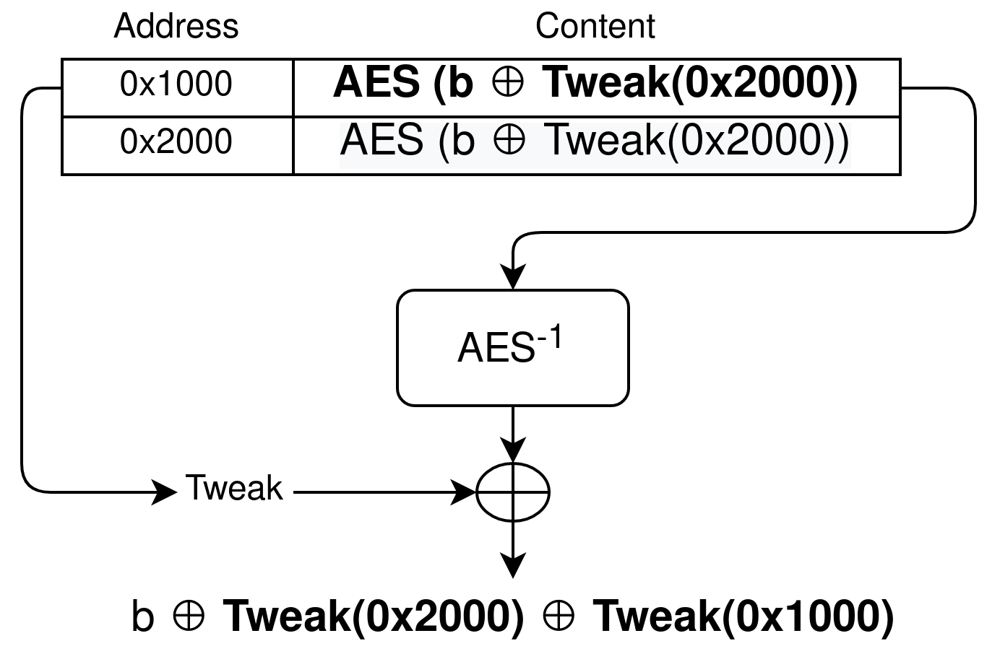 Address Content
0x1000 AES (b ⊕ Tweak(0x2000))
0x2000 AES (b ⊕ Tweak(0x2000))
AES⁻¹
Tweak
b ⊕ Tweak(0x2000) ⊕ Tweak(0x1000)